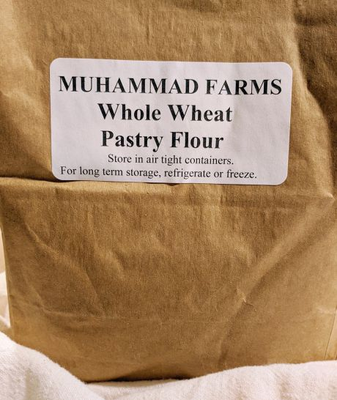 MUHAMMAD FARMS
Whole Wheat
Pastry Flour
Store in air tight containers.
For long term storage, refrigerate or freeze.